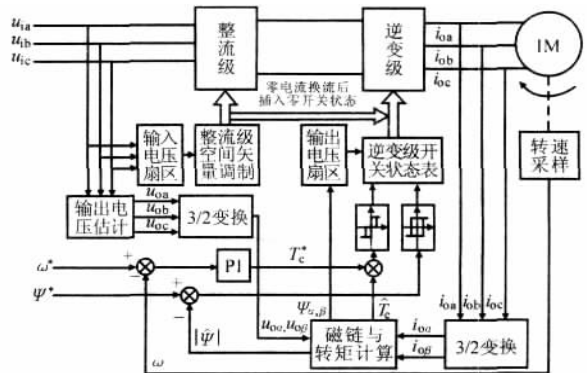 u_ia
u_ib
u_ic
整流级
逆变级
i_oa
i_ob
i_oc
IM
零电流换流后
插入零开关状态
输入
电压
扇区
整流级
空间矢
量调制
输出
电压
扇区
逆变级开
关状态表
转速
采样
输出电
压估计
u_oa
u_ob
u_oc
3/2变换
ω*
+
−
PI
T_e*
Ψ*
+
−
Ψ_α,β
T̂_e
u_oα,u_oβ
|Ψ̂|
磁链与
转矩计算
i_oα
i_oβ
i_oa
i_ob
i_oc
3/2变换
ω